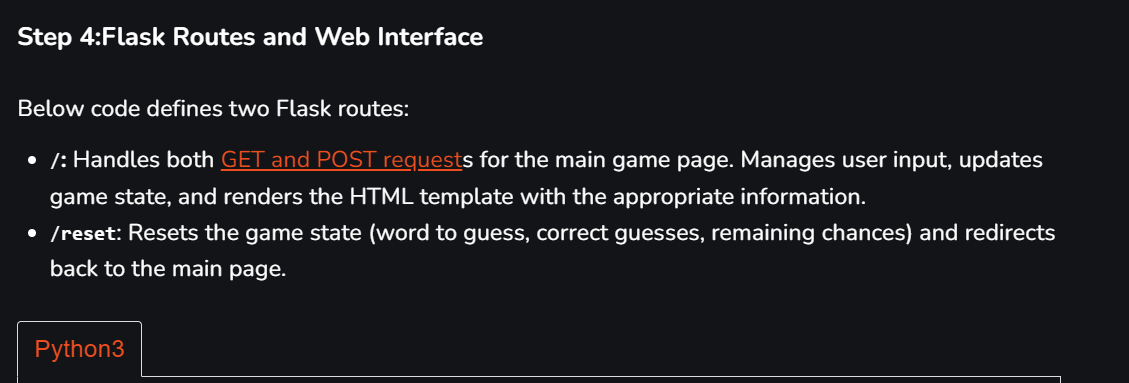 Step 4:Flask Routes and Web Interface
Below code defines two Flask routes:
• /: Handles both GET and POST requests for the main game page. Manages user input, updates
game state, and renders the HTML template with the appropriate information.
• /reset: Resets the game state (word to guess, correct guesses, remaining chances) and redirects
back to the main page.
Python3